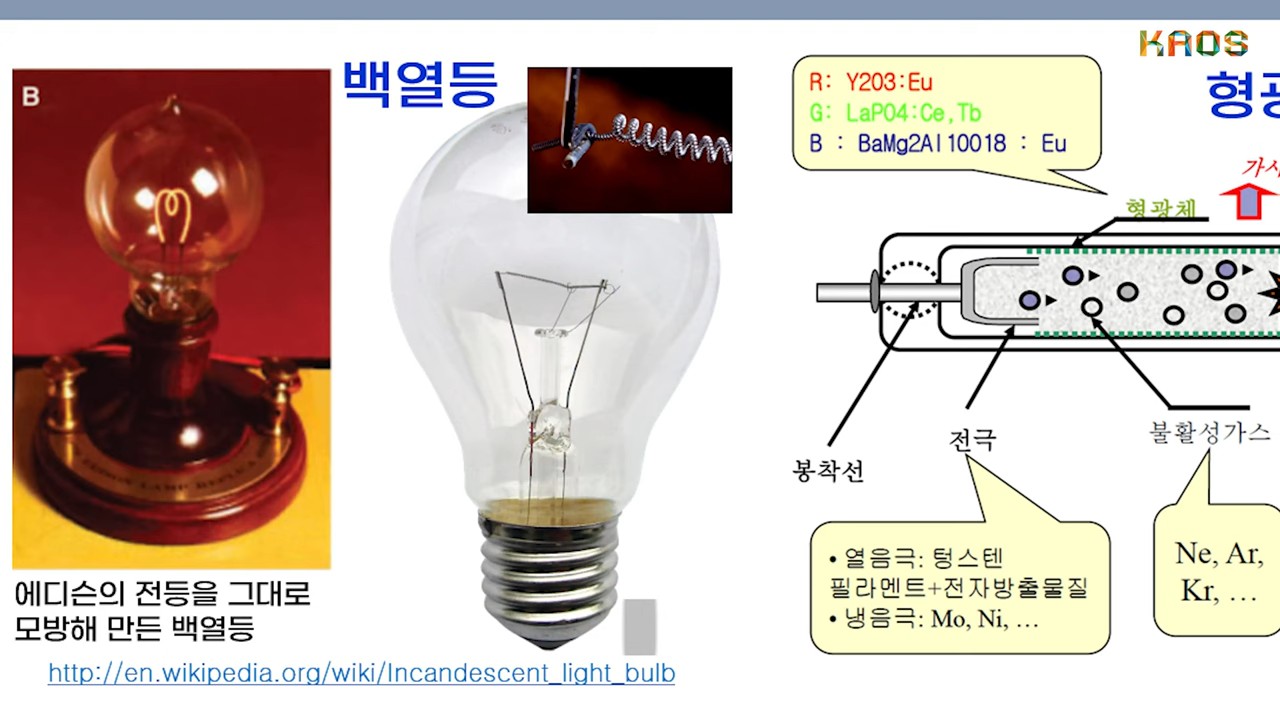 KAOS
B
백열등
R: Y2O3:Eu
G: LaPO4:Ce,Tb
B : BaMg2Al10O18 : Eu
형광체
봉착선
전극
불활성가스
• 열음극: 텅스텐
필라멘트+전자방출물질
• 냉음극: Mo, Ni, …
Ne, Ar,
Kr, …
에디슨의 전등을 그대로
모방해 만든 백열등
http://en.wikipedia.org/wiki/Incandescent_light_bulb